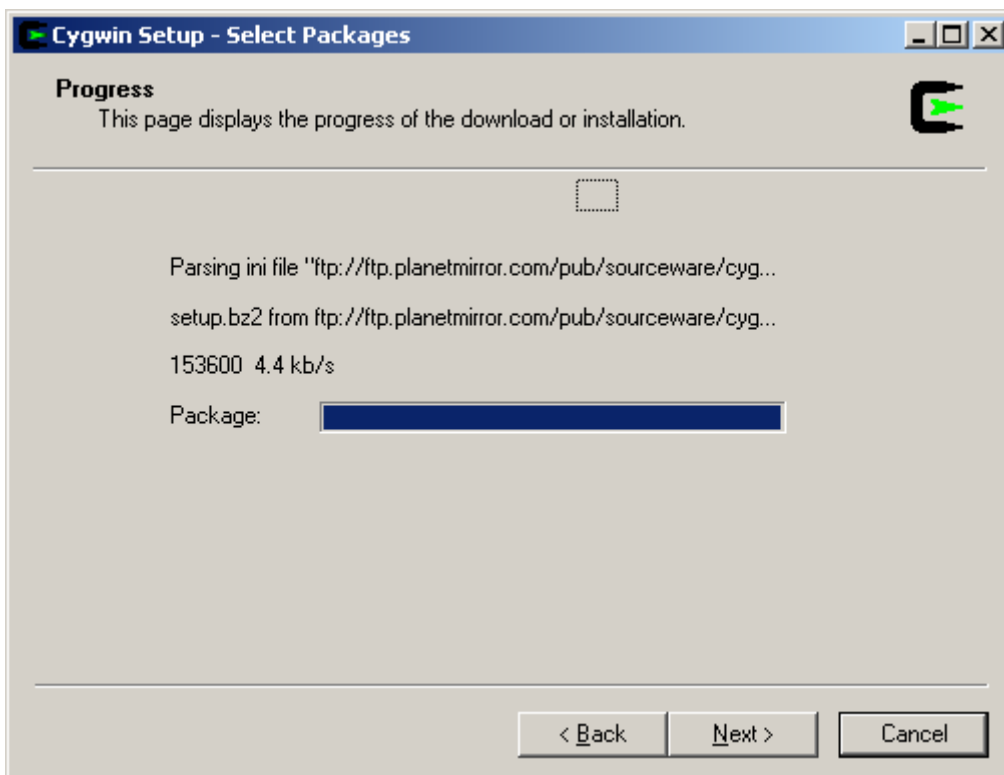 Cygwin Setup - Select Packages
Progress
This page displays the progress of the download or installation.
Parsing ini file "ftp://ftp.planetmirror.com/pub/sourceware/cyg...
setup.bz2 from ftp://ftp.planetmirror.com/pub/sourceware/cyg...
153600 4.4 kb/s
Package:
< Back
Next >
Cancel